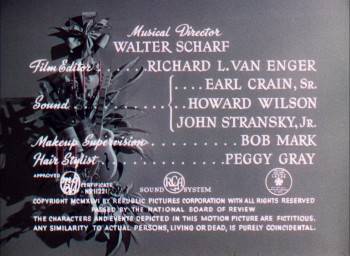 Musical Director
WALTER SCHARF
Film Editor . . . . . . . RICHARD L. VAN ENGER
. . . . EARL CRAIN, SR.
Sound . . . . . . . . . . HOWARD WILSON
JOHN STRANSKY, JR.
Makeup Supervision . . . . . . . . . BOB MARK
Hair Stylist . . . . . . . . . . . PEGGY GRAY
APPROVED
CERTIFICATE
SOUND RCA SYSTEM
COPYRIGHT MCMXLVI BY REPUBLIC PICTURES CORPORATION WITH ALL RIGHTS RESERVED
PASSED BY THE NATIONAL BOARD OF REVIEW
THE CHARACTERS AND EVENTS DEPICTED IN THIS MOTION PICTURE ARE FICTITIOUS.
ANY SIMILARITY TO ACTUAL PERSONS, LIVING OR DEAD, IS PURELY COINCIDENTAL.